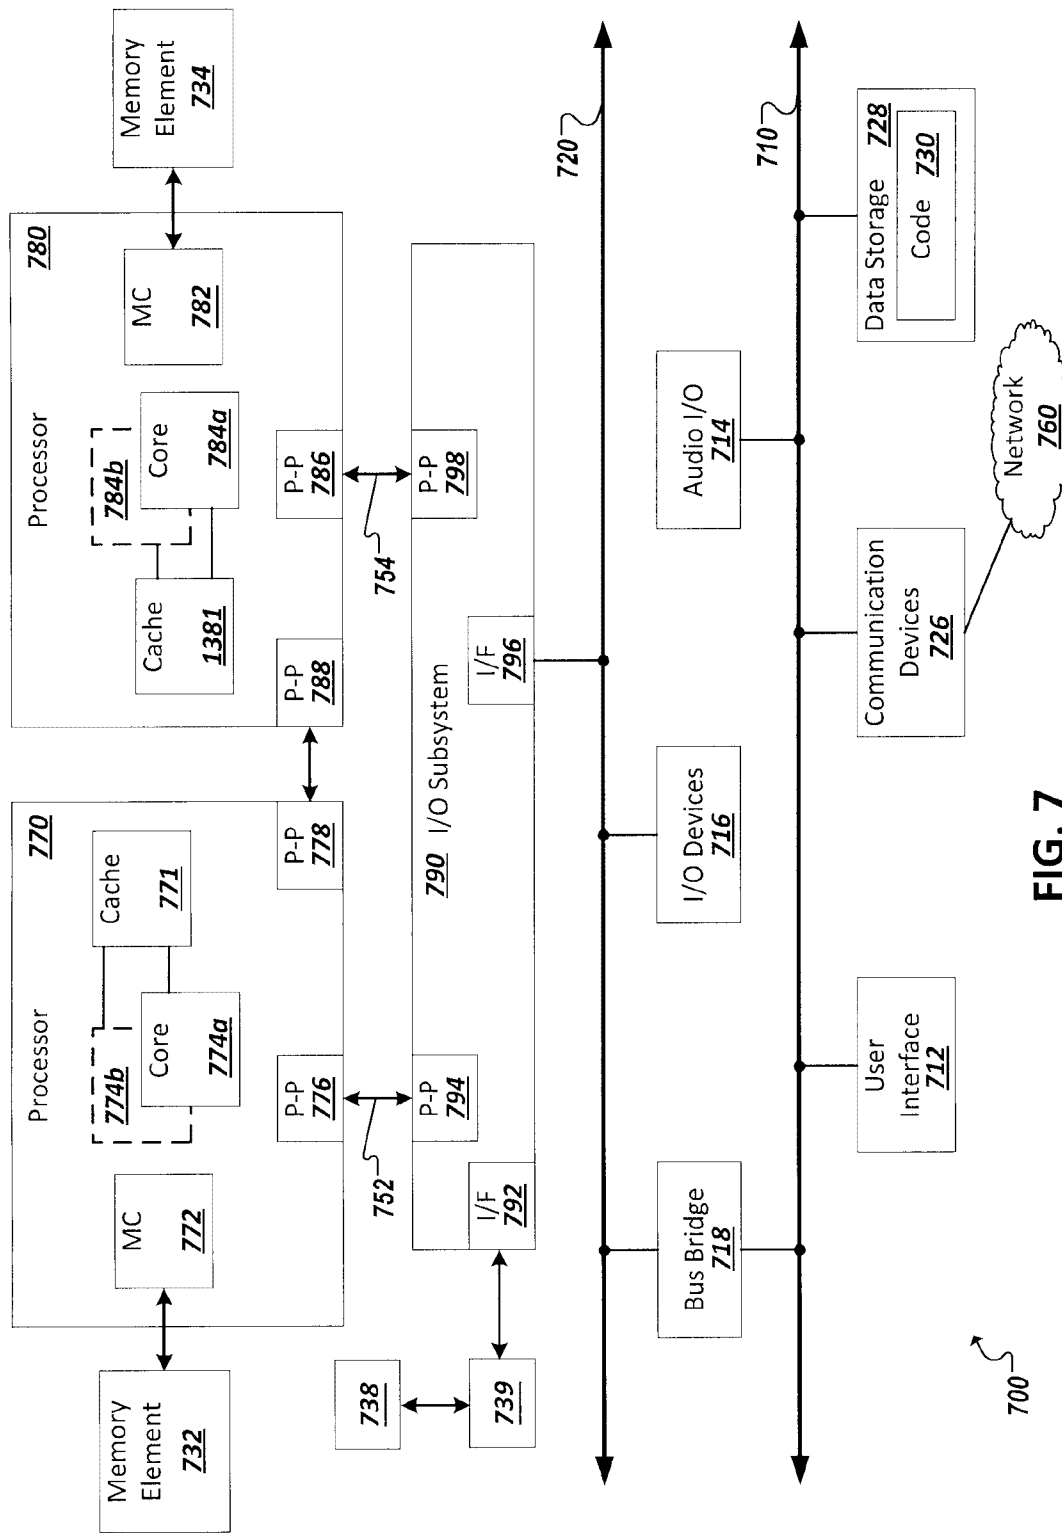 Memory
Element
732
Processor
770
MC
772
774b
Core
774a
Cache
771
P-P
776
P-P
778
Processor
780
Cache
1381
784b
Core
784a
MC
782
P-P
788
P-P
786
Memory
Element
734
752
754
738
739
790 I/O Subsystem
I/F
792
P-P
794
I/F
796
P-P
798
720
Bus Bridge
718
I/O Devices
716
Audio I/O
714
710
User
Interface
712
Communication
Devices
726
Data Storage
728
Code
730
Network
760
700
FIG. 7